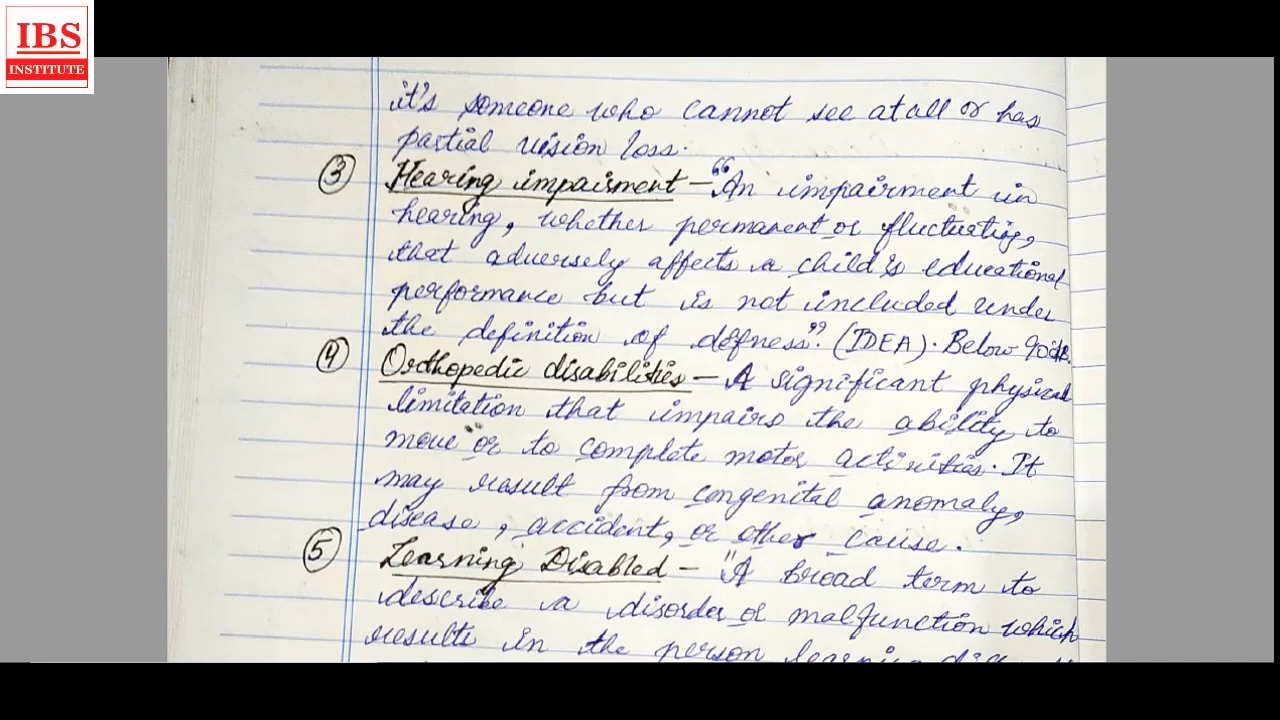 IBS
INSTITUTE
it's someone who cannot see at all or has
partial vision loss.
③ Hearing impairment — "An impairment in
hearing, whether permanent or fluctuating,
that adversely affects a child's educational
performance but is not included under
the definition of defness". (IDEA). Below 90dB.
④ Orthopedic disabilities — A significant physical
limitation that impairs the ability to
move or to complete motor activities. It
may result from congenital anomaly,
disease, accident, or other cause.
⑤ Learning Disabled — "A broad term to
describe a disorder or malfunction which
results in the person learning